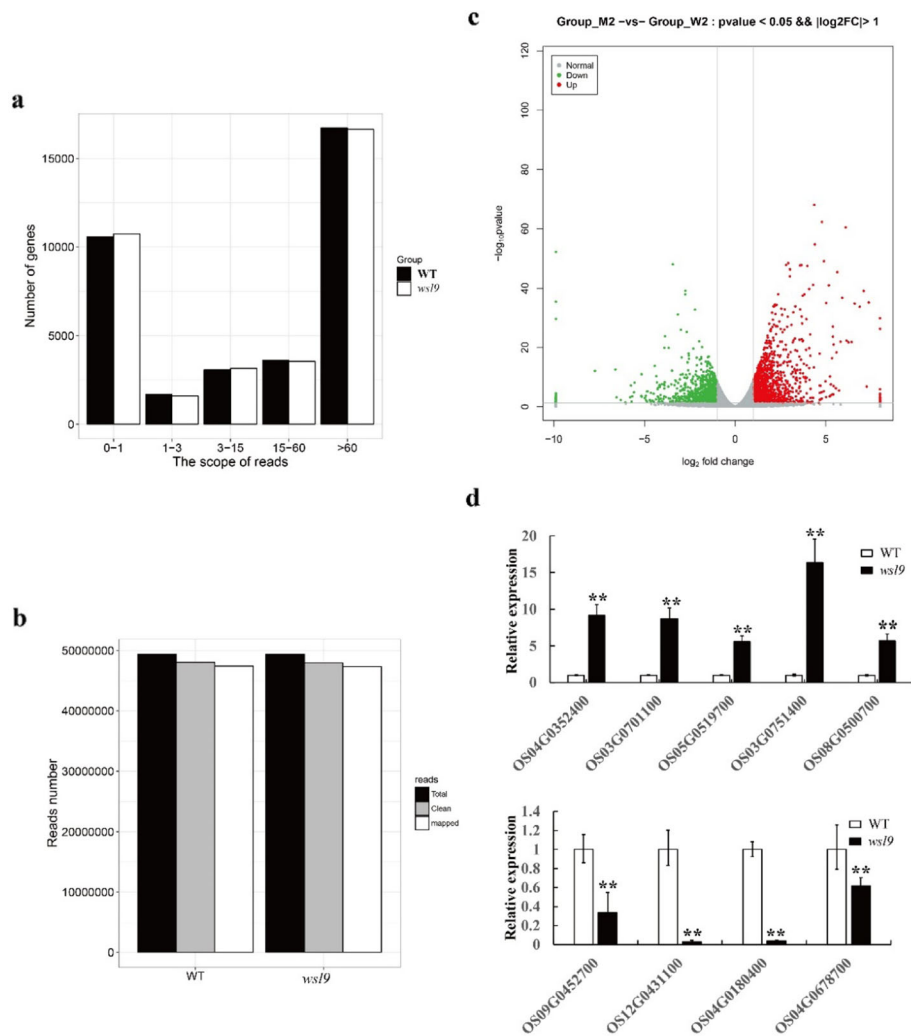 a
15000
10000
5000
0
Number of genes
0−1
1−3
3−15
15−60
>60
The scope of reads
Group
WT
wsl9
b
50000000
40000000
30000000
20000000
10000000
0
Reads number
WT
wsl9
reads
Total
Clean
mapped
c
Group_M2 −vs− Group_W2 : pvalue < 0.05 && |log2FC|> 1
120
100
80
60
40
20
0
−log10pvalue
Normal
Down
Up
−10
−5
0
5
log2 fold change
d
20
15
10
5
0
Relative expression
WT
wsl9
**
**
**
**
**
OS04G0352400
OS03G0701100
OS05G0519700
OS03G0751400
OS08G0500700
1.4
1.2
1
0.8
0.6
0.4
0.2
0
Relative expression
WT
wsl9
**
**
**
**
OS09G0452700
OS12G0431100
OS04G0180400
OS04G0678700